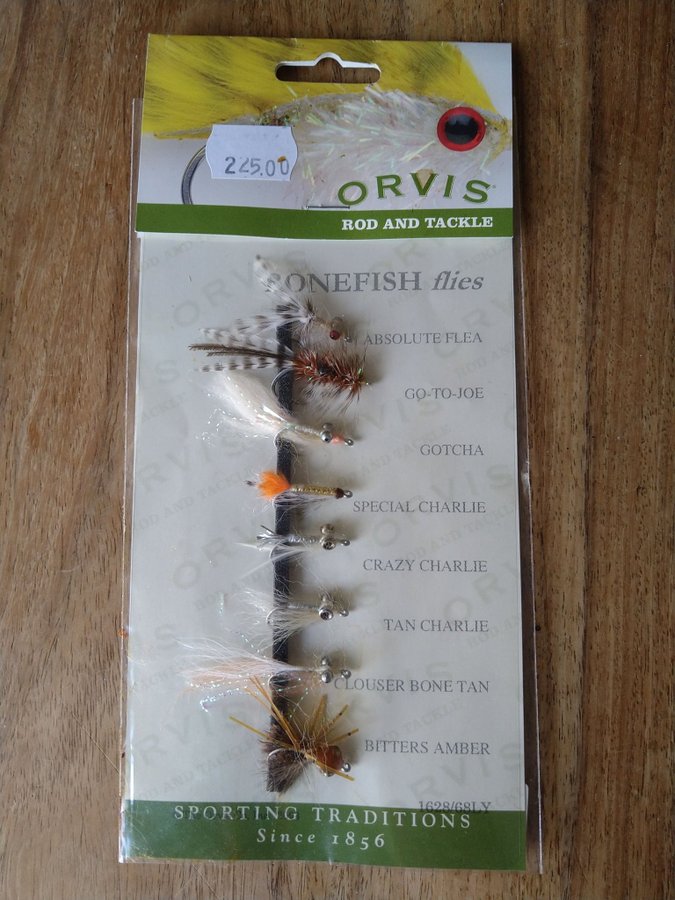 225.00
ORVIS
ROD AND TACKLE
BONEFISH flies
ABSOLUTE FLEA
GO-TO-JOE
GOTCHA
SPECIAL CHARLIE
CRAZY CHARLIE
TAN CHARLIE
CLOUSER BONE TAN
BITTERS AMBER
1628/68LY
SPORTING TRADITIONS
Since 1856